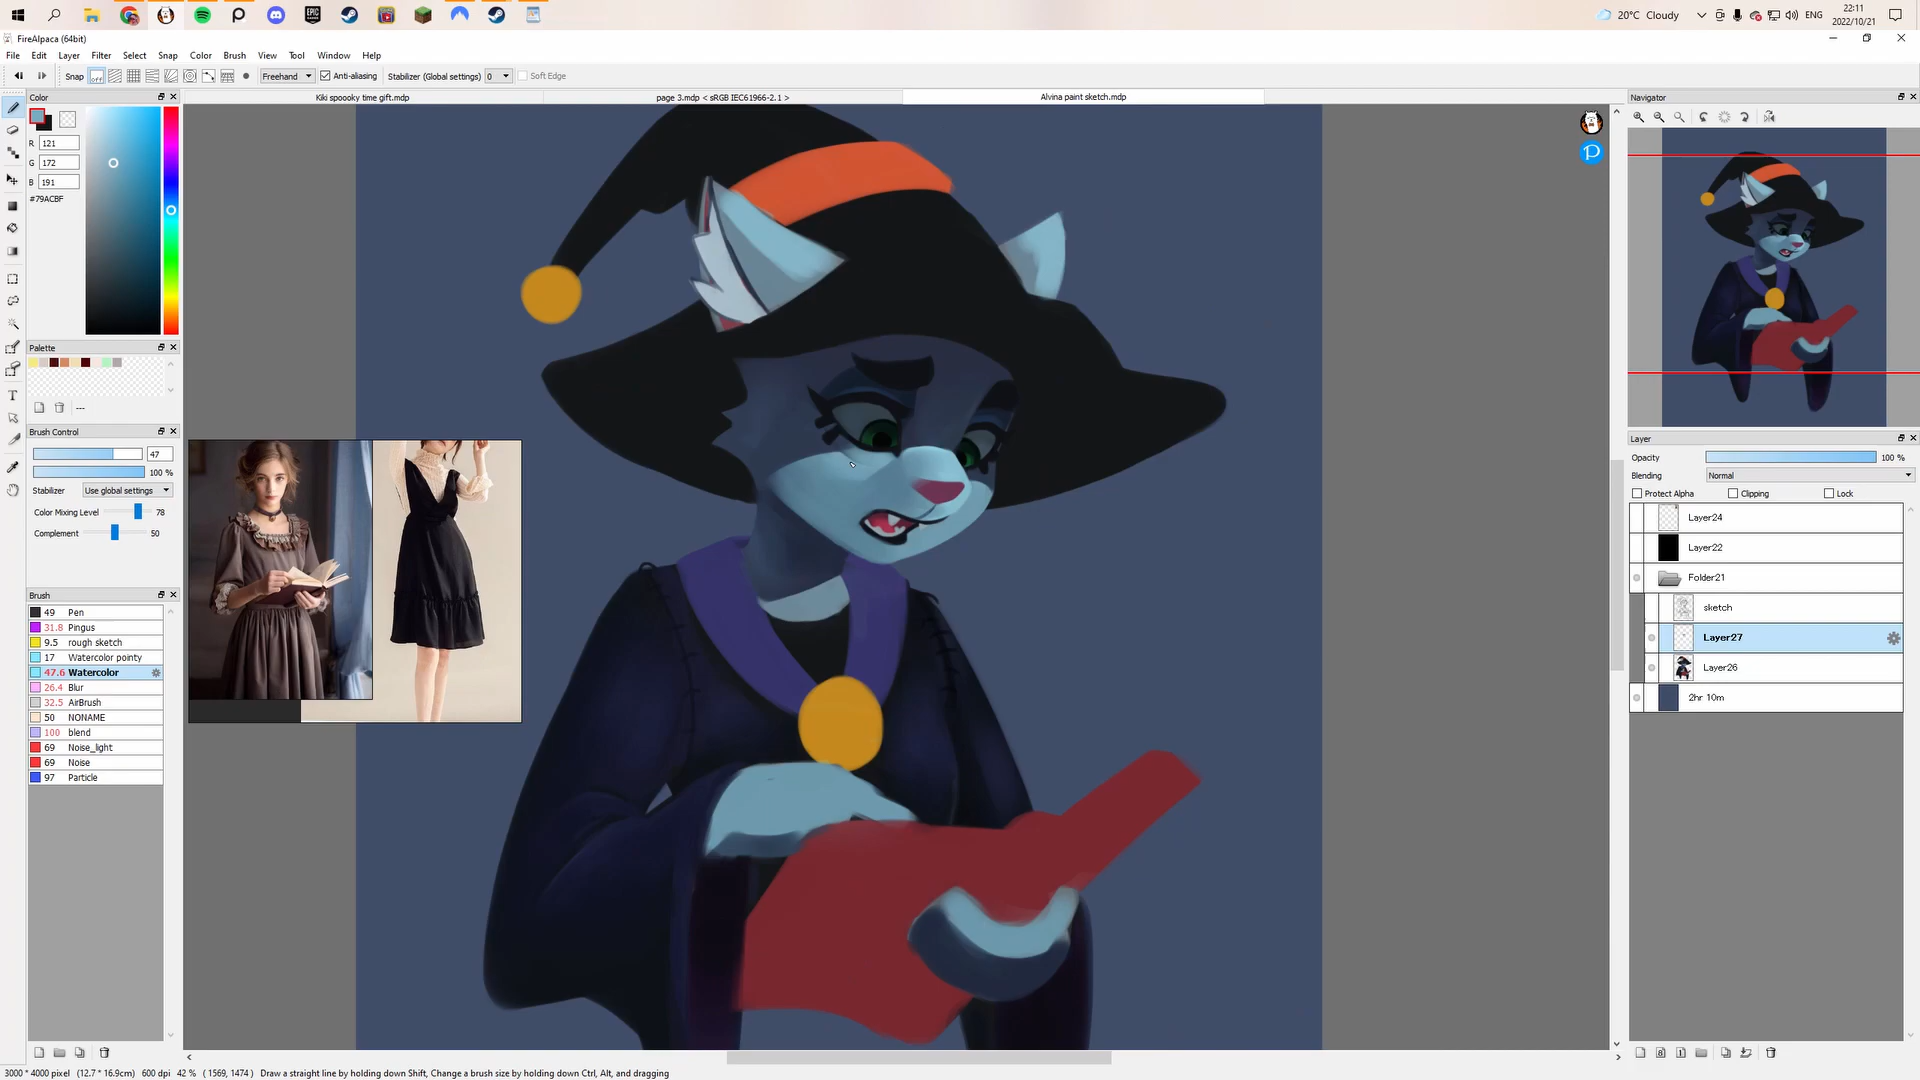 20°C Cloudy
ENG
22:11
2022/10/21
FireAlpaca (64bit)
File Edit Layer Filter Select Snap Color Brush View Tool Window Help
Snap off Freehand Anti-aliasing Stabilizer (Global settings) 0 Soft Edge
Color
R 121
G 172
B 191
#79ACBF
Kiki spoooky time gift.mdp
page 3.mdp < sRGB IEC61966-2.1 >
Alvina paint sketch.mdp
Palette
---
Brush Control
47
100 %
Stabilizer Use global settings
Color Mixing Level 78
Complement 50
Brush
49 Pen
31.8 Pingus
9.5 rough sketch
17 Watercolor pointy
47.6 Watercolor
26.4 Blur
32.5 AirBrush
50 NONAME
100 blend
69 Noise_light
69 Noise
97 Particle
Navigator
Layer
Opacity 100 %
Blending Normal
Protect Alpha Clipping Lock
Layer24
Layer22
Folder21
sketch
Layer27
Layer26
2hr 10m
3000 * 4000 pixel (12.7 * 16.9cm) 600 dpi 42 % ( 1569, 1474 ) Draw a straight line by holding down Shift, Change a brush size by holding down Ctrl, Alt, and dragging